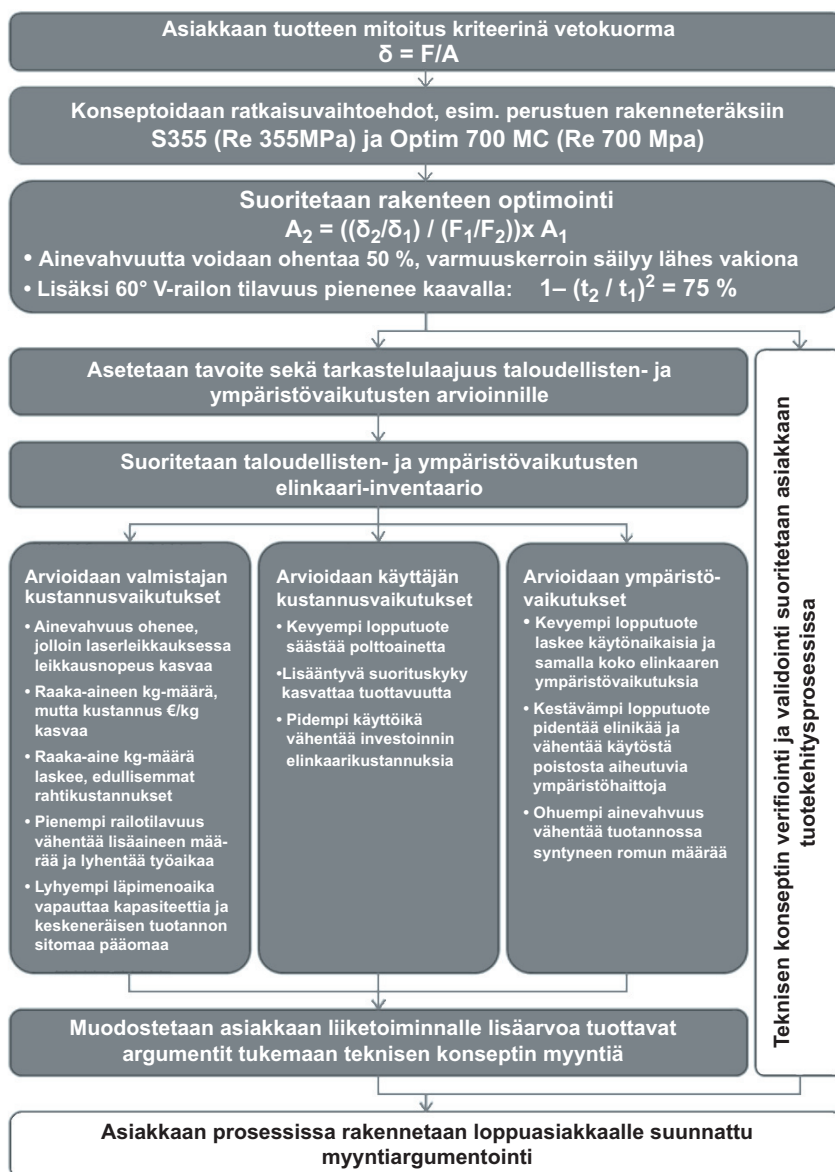 Asiakkaan tuotteen mitoitus kriteerinä vetokuorma
δ = F/A
Konseptoidaan ratkaisuvaihtoehdot, esim. perustuen rakenneteräksiin
S355 (Re 355MPa) ja Optim 700 MC (Re 700 Mpa)
Suoritetaan rakenteen optimointi
A₂ = ((δ₂/δ₁) / (F₁/F₂))x A₁
• Ainevahvuutta voidaan ohentaa 50 %, varmuuskerroin säilyy lähes vakiona
• Lisäksi 60° V-railon tilavuus pienenee kaavalla: 1– (t₂ / t₁)² = 75 %
Asetetaan tavoite sekä tarkastelulaajuus taloudellisten- ja
ympäristövaikutusten arvioinnille
Suoritetaan taloudellisten- ja ympäristövaikutusten
elinkaari-inventaario
Arvioidaan valmistajan
kustannusvaikutukset
• Ainevahvuus ohenee,
jolloin laserleikkauksessa
leikkausnopeus kasvaa
• Raaka-aineen kg-määrä,
mutta kustannus €/kg
kasvaa
• Raaka-aine kg-määrä
laskee, edullisemmat
rahtikustannukset
• Pienempi railotilavuus
vähentää lisäaineen mää-
rää ja lyhentää työaikaa
• Lyhyempi läpimenoaika
vapauttaa kapasiteettia ja
keskeneräisen tuotannon
sitomaa pääomaa
Arvioidaan käyttäjän
kustannusvaikutukset
• Kevyempi lopputuote
säästää polttoainetta
•Lisääntyvä suorituskyky
kasvattaa tuottavuutta
• Pidempi käyttöikä
vähentää investoinnin
elinkaarikustannuksia
Arvioidaan ympäristö-
vaikutukset
• Kevyempi lopputuote
laskee käytönaikaisia ja
samalla koko elinkaaren
ympäristövaikutuksia
• Kestävämpi lopputuote
pidentää elinikää ja
vähentää käytöstä
poistosta aiheutuvia
ympäristöhaittoja
• Ohuempi ainevahvuus
vähentää tuotannossa
syntyneen romun määrää
Teknisen konseptin verifiointi ja validointi suoritetaan asiakkaan
tuotekehitysprosessissa
Muodostetaan asiakkaan liiketoiminnalle lisäarvoa tuottavat
argumentit tukemaan teknisen konseptin myyntiä
Asiakkaan prosessissa rakennetaan loppuasiakkaalle suunnattu
myyntiargumentointi